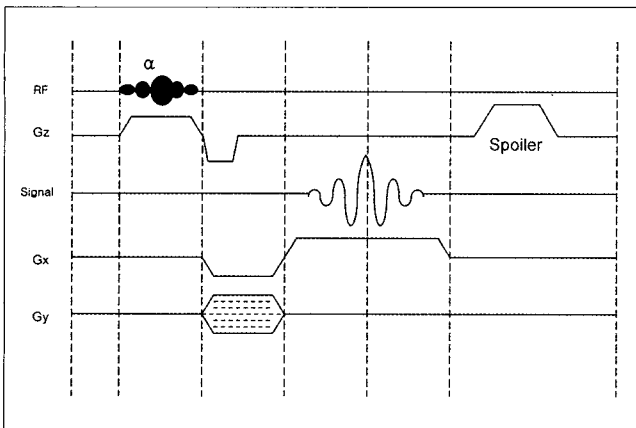 α
RF
Gz
Spoiler
Signal
Gx
Gy